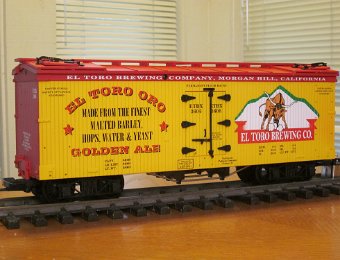 EL TORO BREWING COMPANY, MORGAN HILL, CALIFORNIA
EL TORO ORO
MADE FROM THE FINEST
MALTED BARLEY,
HOPS, WATER & YEAST
GOLDEN ALE
EL TORO BREWING CO.